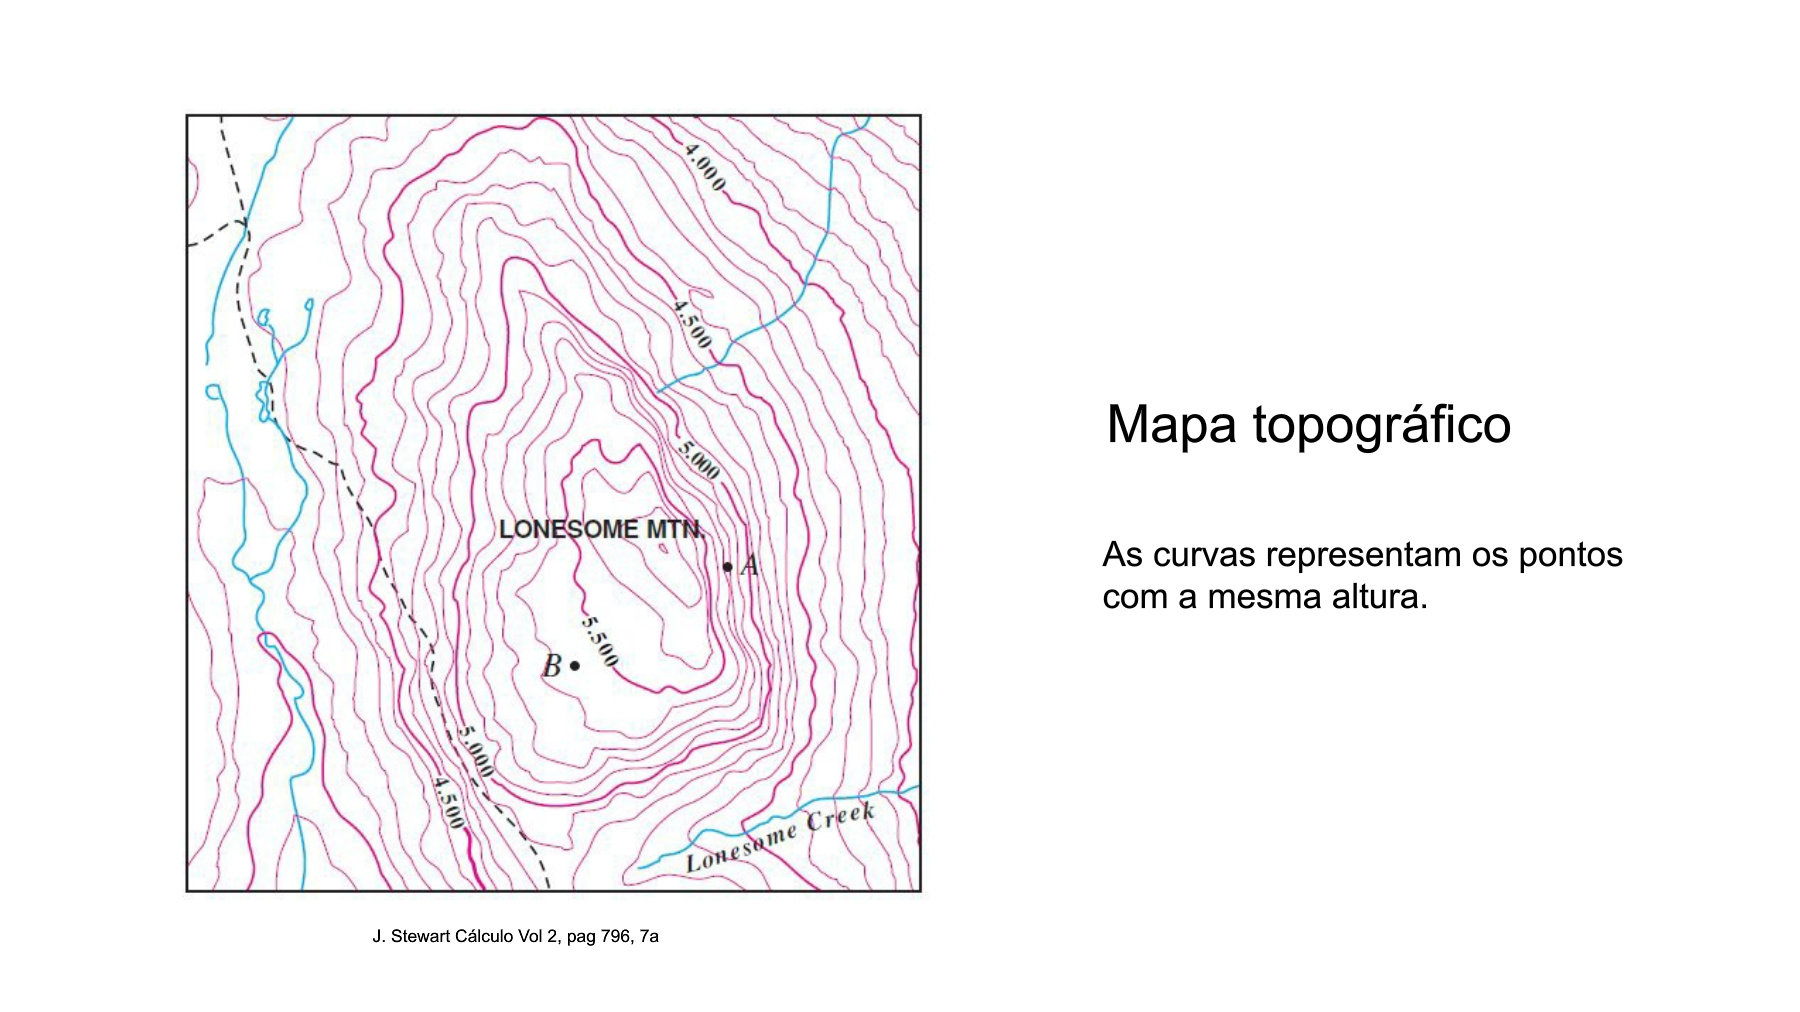 4.000
4.500
5.000
LONESOME MTN.
A
5.500
B
5.000
4.500
Lonesome Creek
Mapa topográfico
As curvas representam os pontos
com a mesma altura.
J. Stewart Cálculo Vol 2, pag 796, 7a